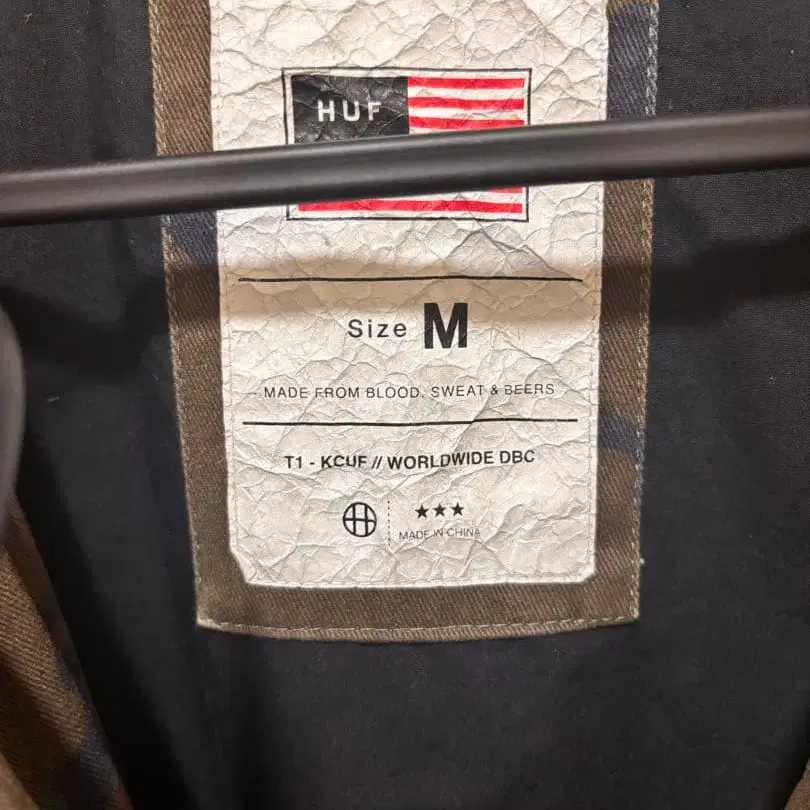 HUF
Size M
MADE FROM BLOOD, SWEAT & BEERS
T1 - KCUF // WORLDWIDE DBC
MADE IN CHINA